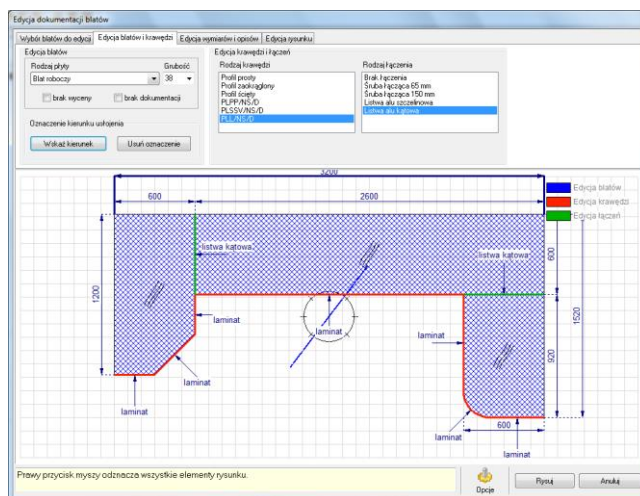 Edycja dokumentacji blatów
Wybór blatów do edycji
Edycja blatów i krawędzi
Edycja wymiarów i opisów
Edycja rysunku
Edycja blatów
Rodzaj płyty
Grubość
Blat roboczy
38
brak wyceny
brak dokumentacji
Oznaczenie kierunku usłojenia
Wskaż kierunek
Usuń oznaczenie
Edycja krawędzi i łączeń
Rodzaj krawędzi
Profil prosty
Profil zaokrąglony
Profil ścięty
PLPP/NS/D
PLSSV/NS/D
PLL/NS/D
Rodzaj łączenia
Brak łączenia
Śruba łącząca 65 mm
Śruba łącząca 150 mm
Listwa alu szczelinowa
Listwa alu kątowa
3200
600
2600
Edycja blatów
Edycja krawędzi
Edycja łączeń
listwa kątowa
listwa kątowa
600
1200
1520
920
laminat
laminat
laminat
laminat
laminat
laminat
laminat
600
Prawy przycisk myszy odznacza wszystkie elementy rysunku.
Opcje
Rysuj
Anuluj